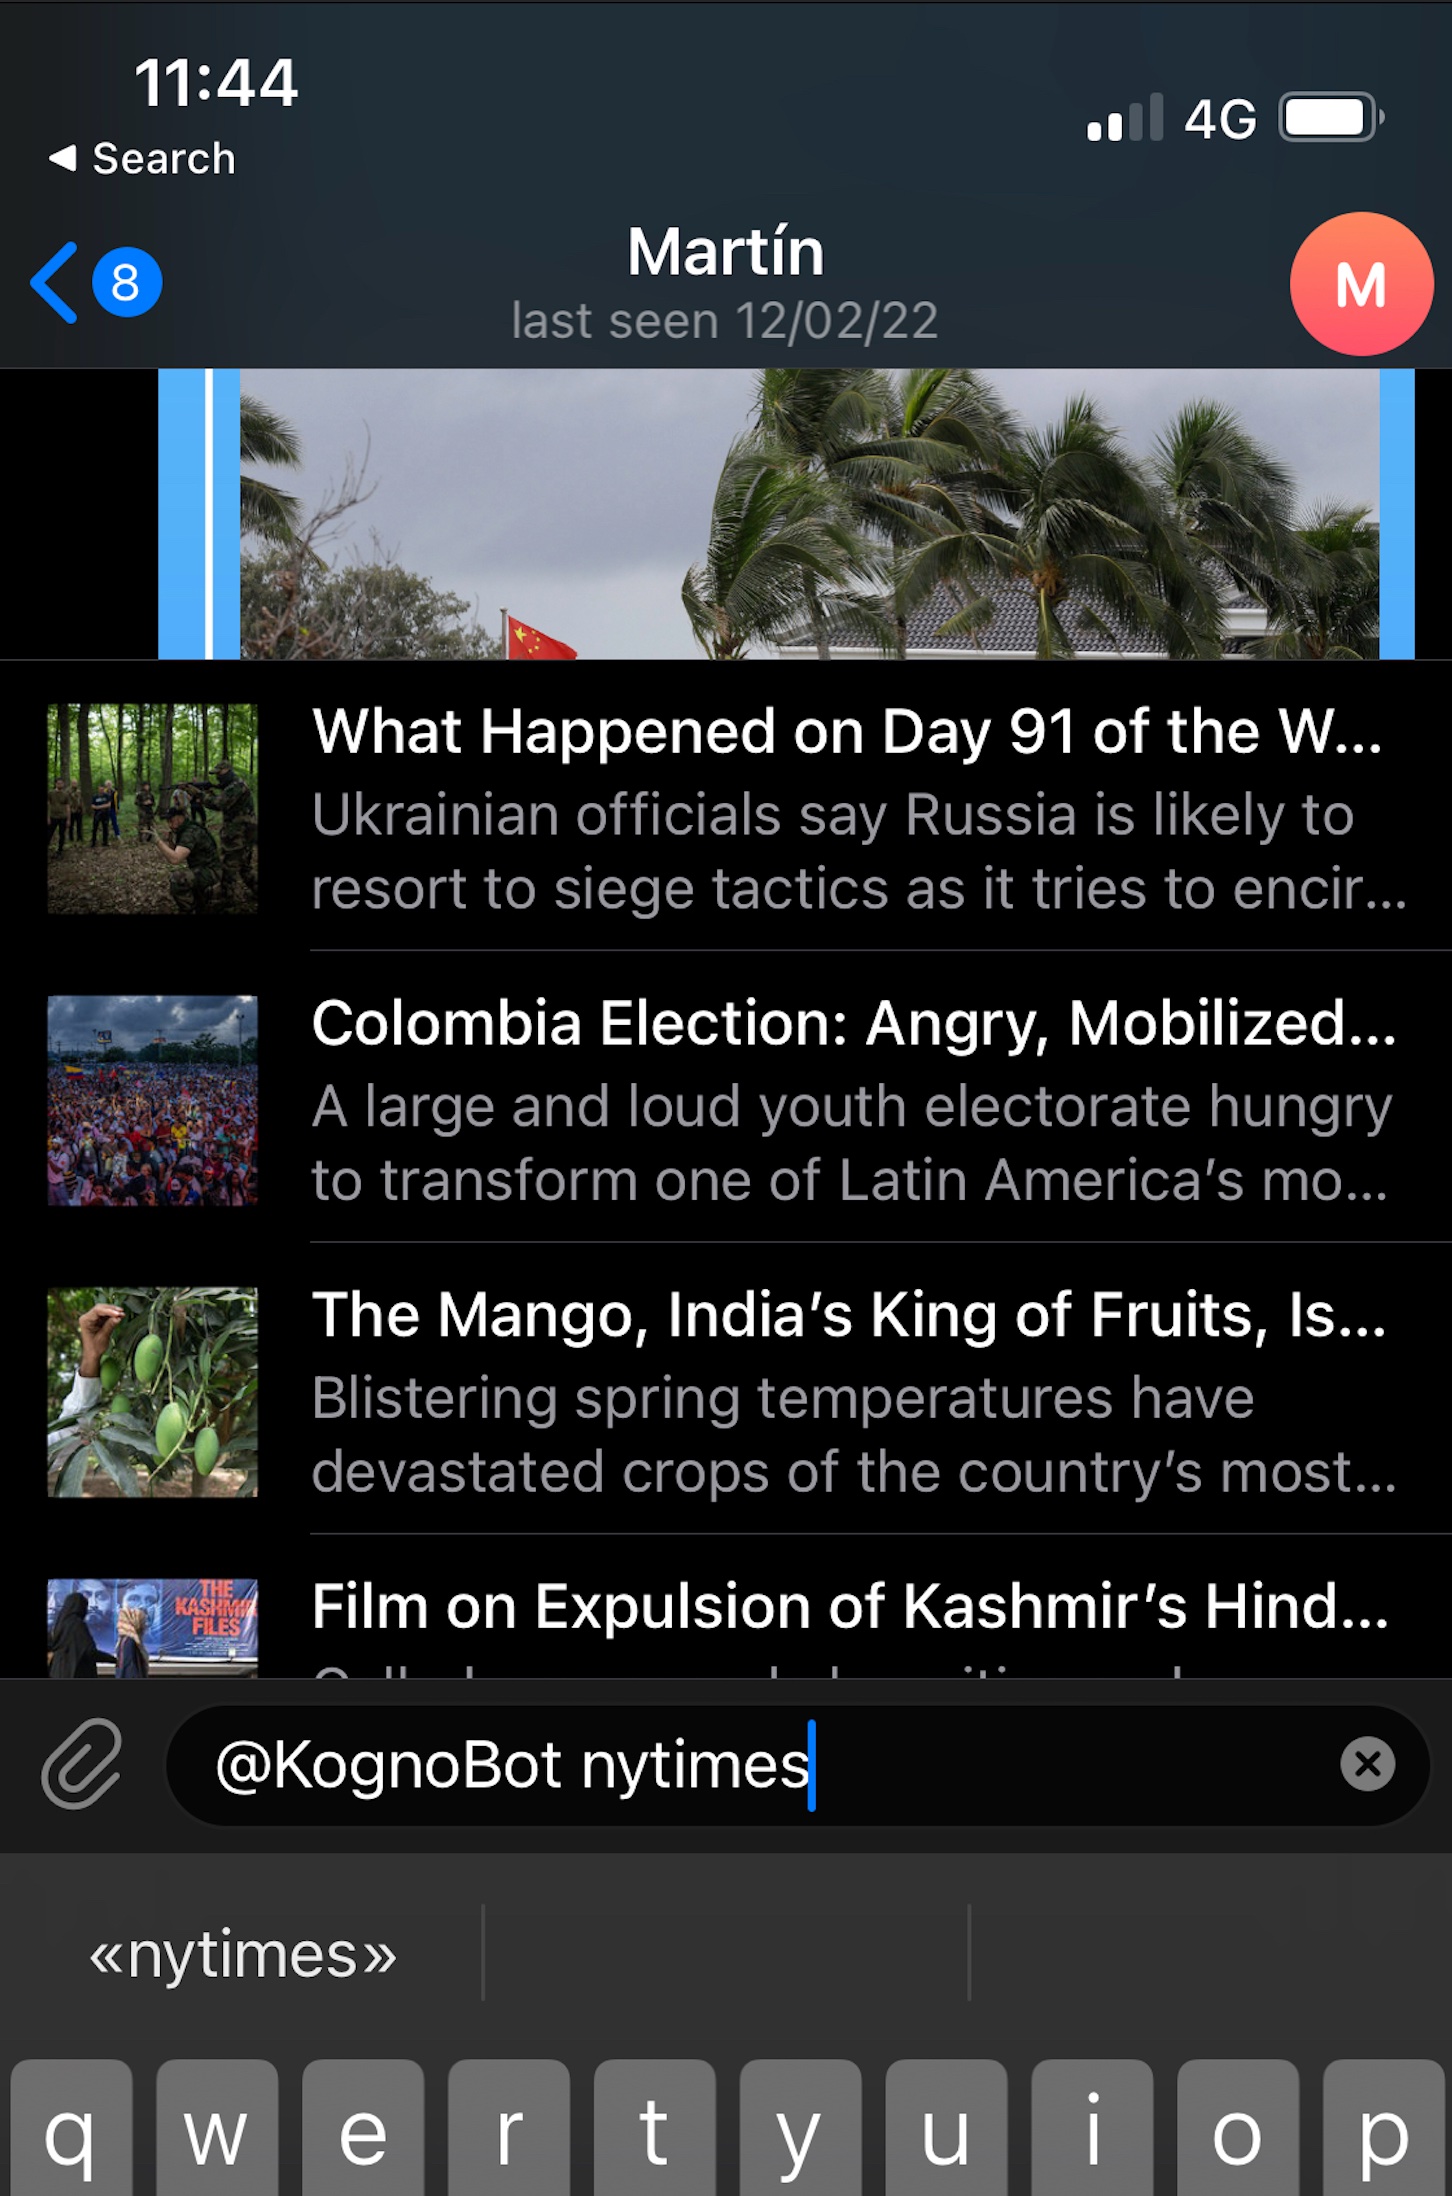 11:44
4G
◀ Search
8
Martín
M
last seen 12/02/22
What Happened on Day 91 of the W...
Ukrainian officials say Russia is likely to
resort to siege tactics as it tries to encir...
Colombia Election: Angry, Mobilized...
A large and loud youth electorate hungry
to transform one of Latin America’s mo...
The Mango, India’s King of Fruits, Is...
Blistering spring temperatures have
devastated crops of the country’s most...
THE
KASHMIR
FILES
Film on Expulsion of Kashmir’s Hind...
@KognoBot nytimes
«nytimes»
q w e r t y u i o p